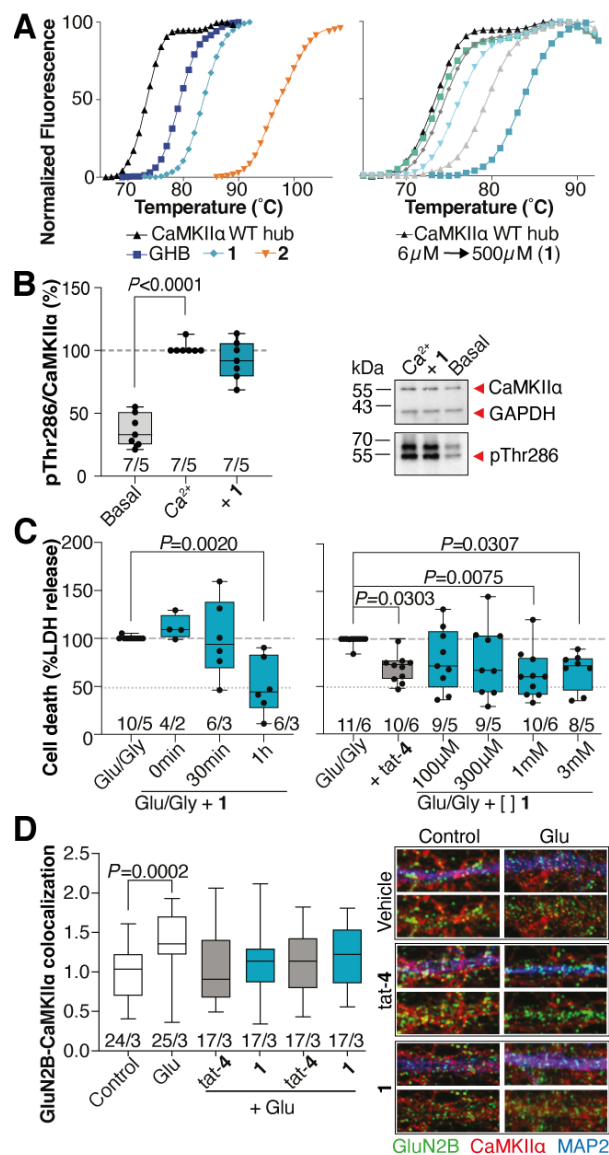 A
Normalized Fluorescence
100
50
0
70 80 90 100
Temperature (°C)
CaMKIIα WT hub
GHB 1 2
70 80 90
Temperature (°C)
CaMKIIα WT hub
6μM 500μM (1)
B
pThr286/CaMKIIα (%)
150
100
50
0
P<0.0001
7/5 7/5 7/5
Basal Ca²⁺ + 1
Ca²⁺ + 1 Basal
kDa
55
43
CaMKIIα
GAPDH
70
55
pThr286
C
Cell death (%LDH release)
200
150
100
50
0
P=0.0020
10/5 4/2 6/3 6/3
Glu/Gly 0min 30min 1h
Glu/Gly + 1
P=0.0307
P=0.0075
P=0.0303
11/6 10/6 9/5 9/5 10/6 8/5
Glu/Gly + tat-4 100μM 300μM 1mM 3mM
Glu/Gly + [ ] 1
D
GluN2B-CaMKIIα colocalization
2.5
2.0
1.5
1.0
0.5
0.0
P=0.0002
24/3 25/3 17/3 17/3 17/3 17/3
Control Glu tat-4 1 tat-4 1
+ Glu
Control Glu
Vehicle
tat-4
1
GluN2B CaMKIIα MAP2